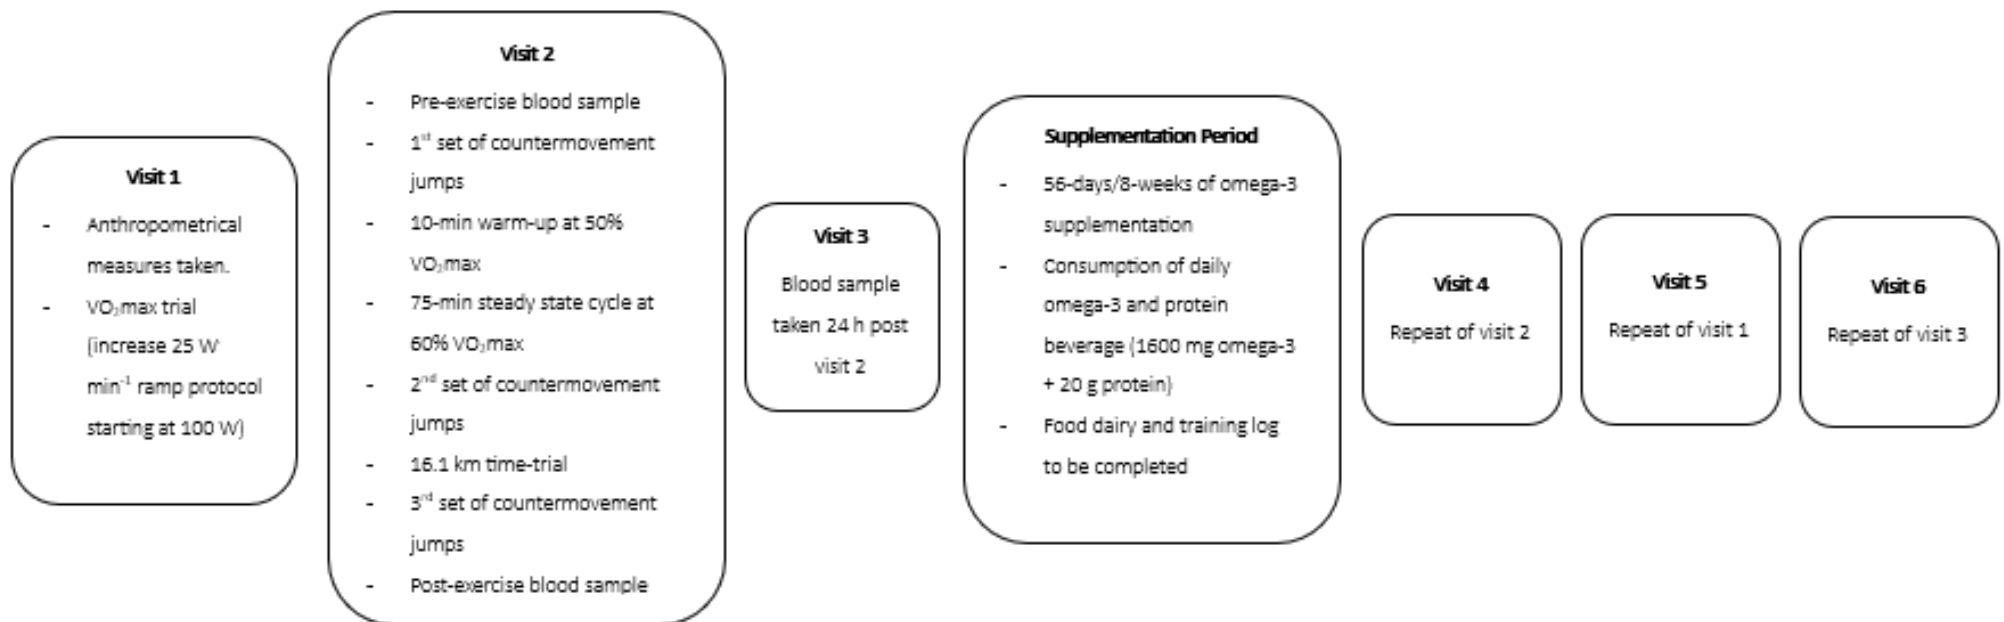 Visit 1
- Anthropometrical
measures taken.
- VO₂max trial
(increase 25 W
min⁻¹ ramp protocol
starting at 100 W)
Visit 2
- Pre-exercise blood sample
- 1ˢᵗ set of countermovement
jumps
- 10-min warm-up at 50%
VO₂max
- 75-min steady state cycle at
60% VO₂max
- 2ⁿᵈ set of countermovement
jumps
- 16.1 km time-trial
- 3ʳᵈ set of countermovement
jumps
- Post-exercise blood sample
Visit 3
Blood sample
taken 24 h post
visit 2
Supplementation Period
- 56-days/8-weeks of omega-3
supplementation
- Consumption of daily
omega-3 and protein
beverage (1600 mg omega-3
+ 20 g protein)
- Food dairy and training log
to be completed
Visit 4
Repeat of visit 2
Visit 5
Repeat of visit 1
Visit 6
Repeat of visit 3